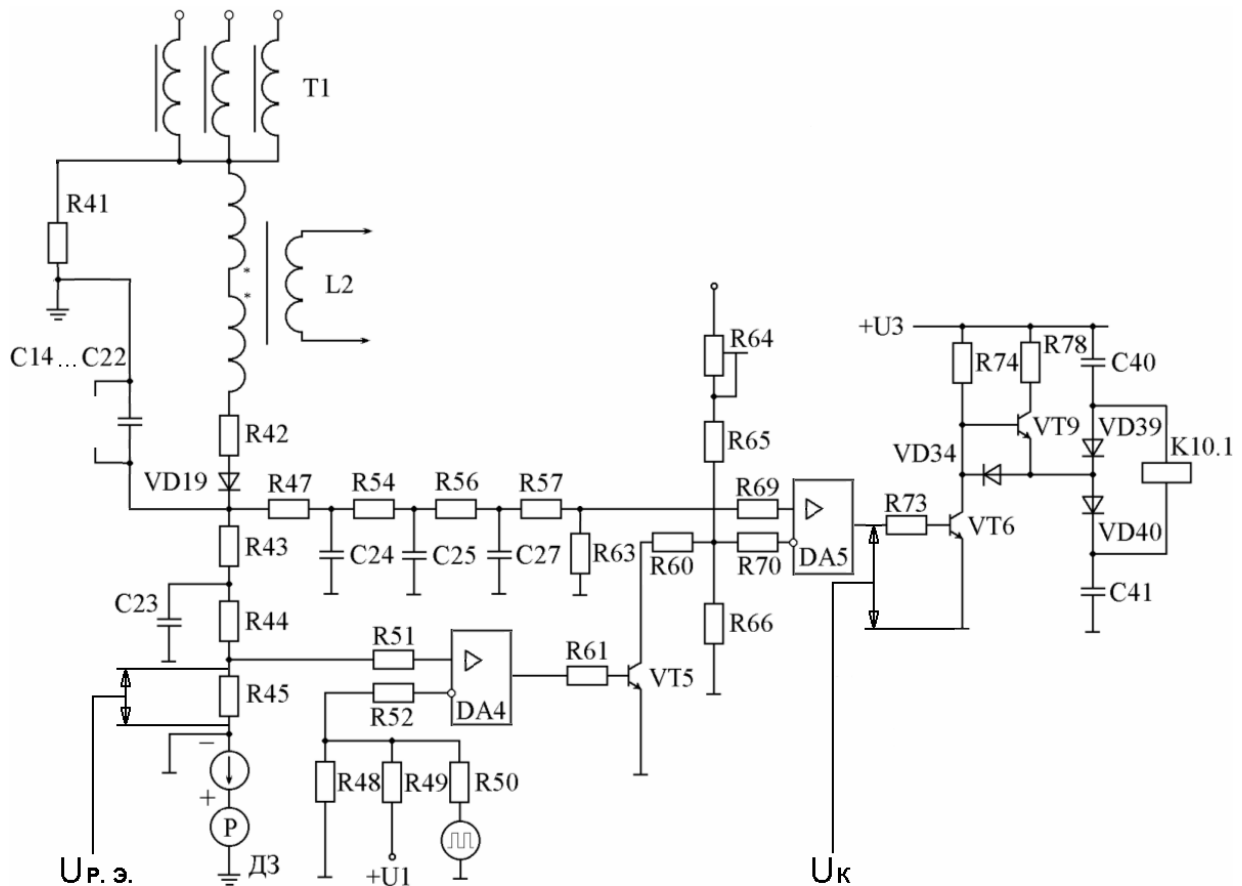 T1
R41
L2
C14 ... C22
R42
VD19
R47 R54 R56 R57
R43
C24 C25 C27 R63
C23
R44
R45
R51
R52
DA4
R61
VT5
R48 R49 R50
+U1
− + P ДЗ
R64
R65
R60
R66
R69
R70
DA5
R73
VT6
+U3
R74 R78
C40
VT9
VD34
VD39
K10.1
VD40
C41
* *
UР. Э.
UК